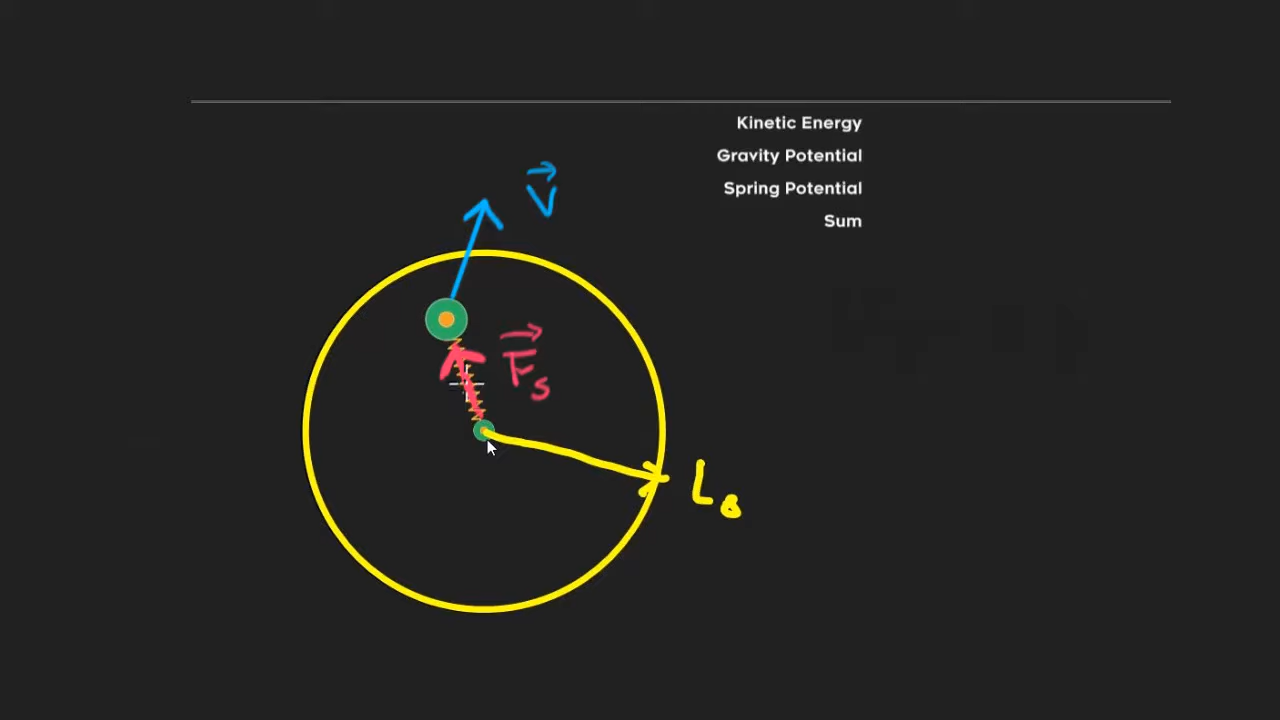 Kinetic Energy
Gravity Potential
Spring Potential
Sum
V
Fs
L0